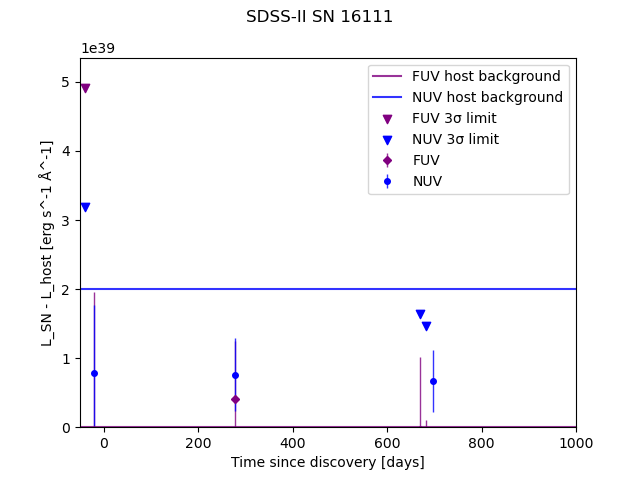 SDSS-II SN 16111
1e39
FUV host background
NUV host background
FUV 3σ limit
NUV 3σ limit
FUV
NUV
L_SN - L_host [erg s^-1 Å^-1]
5
4
3
2
1
0
0 200 400 600 800 1000
Time since discovery [days]